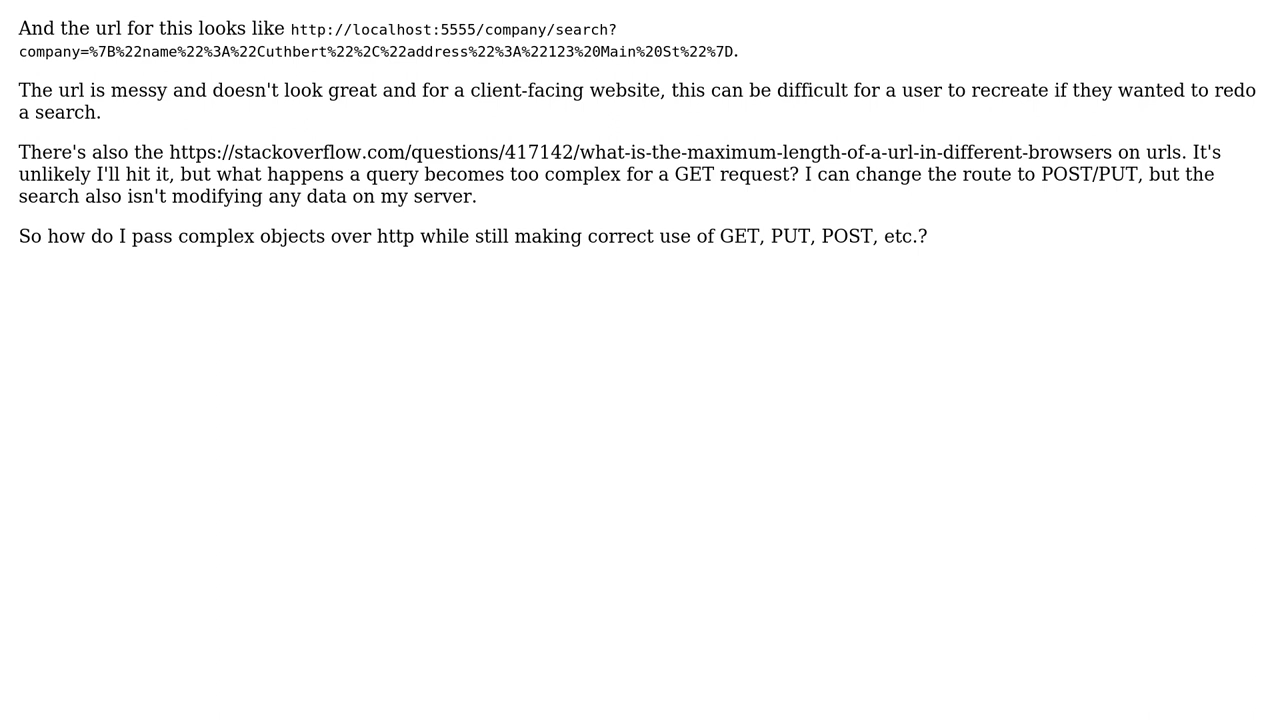 And the url for this looks like http://localhost:5555/company/search?
company=%7B%22name%22%3A%22Cuthbert%22%2C%22address%22%3A%22123%20Main%20St%22%7D.
The url is messy and doesn't look great and for a client-facing website, this can be difficult for a user to recreate if they wanted to redo
a search.
There's also the https://stackoverflow.com/questions/417142/what-is-the-maximum-length-of-a-url-in-different-browsers on urls. It's
unlikely I'll hit it, but what happens a query becomes too complex for a GET request? I can change the route to POST/PUT, but the
search also isn't modifying any data on my server.
So how do I pass complex objects over http while still making correct use of GET, PUT, POST, etc.?